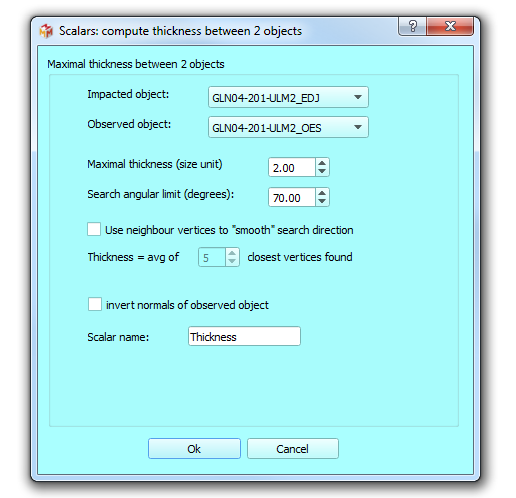 Scalars: compute thickness between 2 objects
Maximal thickness between 2 objects
Impacted object: GLN04-201-ULM2_EDJ
Observed object: GLN04-201-ULM2_OES
Maximal thickness (size unit) 2.00
Search angular limit (degrees): 70.00
Use neighbour vertices to "smooth" search direction
Thickness = avg of 5 closest vertices found
invert normals of observed object
Scalar name: Thickness
Ok Cancel